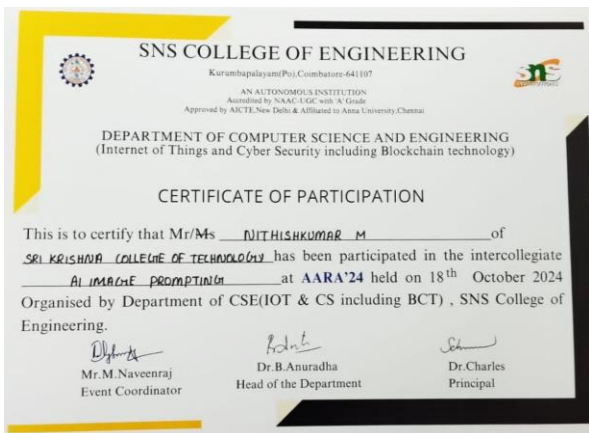 SNS COLLEGE OF ENGINEERING
Kurumbapalayam(Po),Coimbatore-641107
AN AUTONOMOUS INSTITUTION
Accredited by NAAC-UGC with 'A' Grade
Approved by AICTE,New Delhi & Affiliated to Anna University,Chennai
sns
DEPARTMENT OF COMPUTER SCIENCE AND ENGINEERING
(Internet of Things and Cyber Security including Blockchain technology)
CERTIFICATE OF PARTICIPATION
This is to certify that Mr/Ms NITHISHKUMAR M of
SRI KRISHNA COLLEGE OF TECHNOLOGY has been participated in the intercollegiate
AI IMAGE PROMPTING at AARA'24 held on 18th October 2024
Organised by Department of CSE(IOT & CS including BCT) , SNS College of
Engineering.
Mr.M.Naveenraj
Event Coordinator
Dr.B.Anuradha
Head of the Department
Dr.Charles
Principal